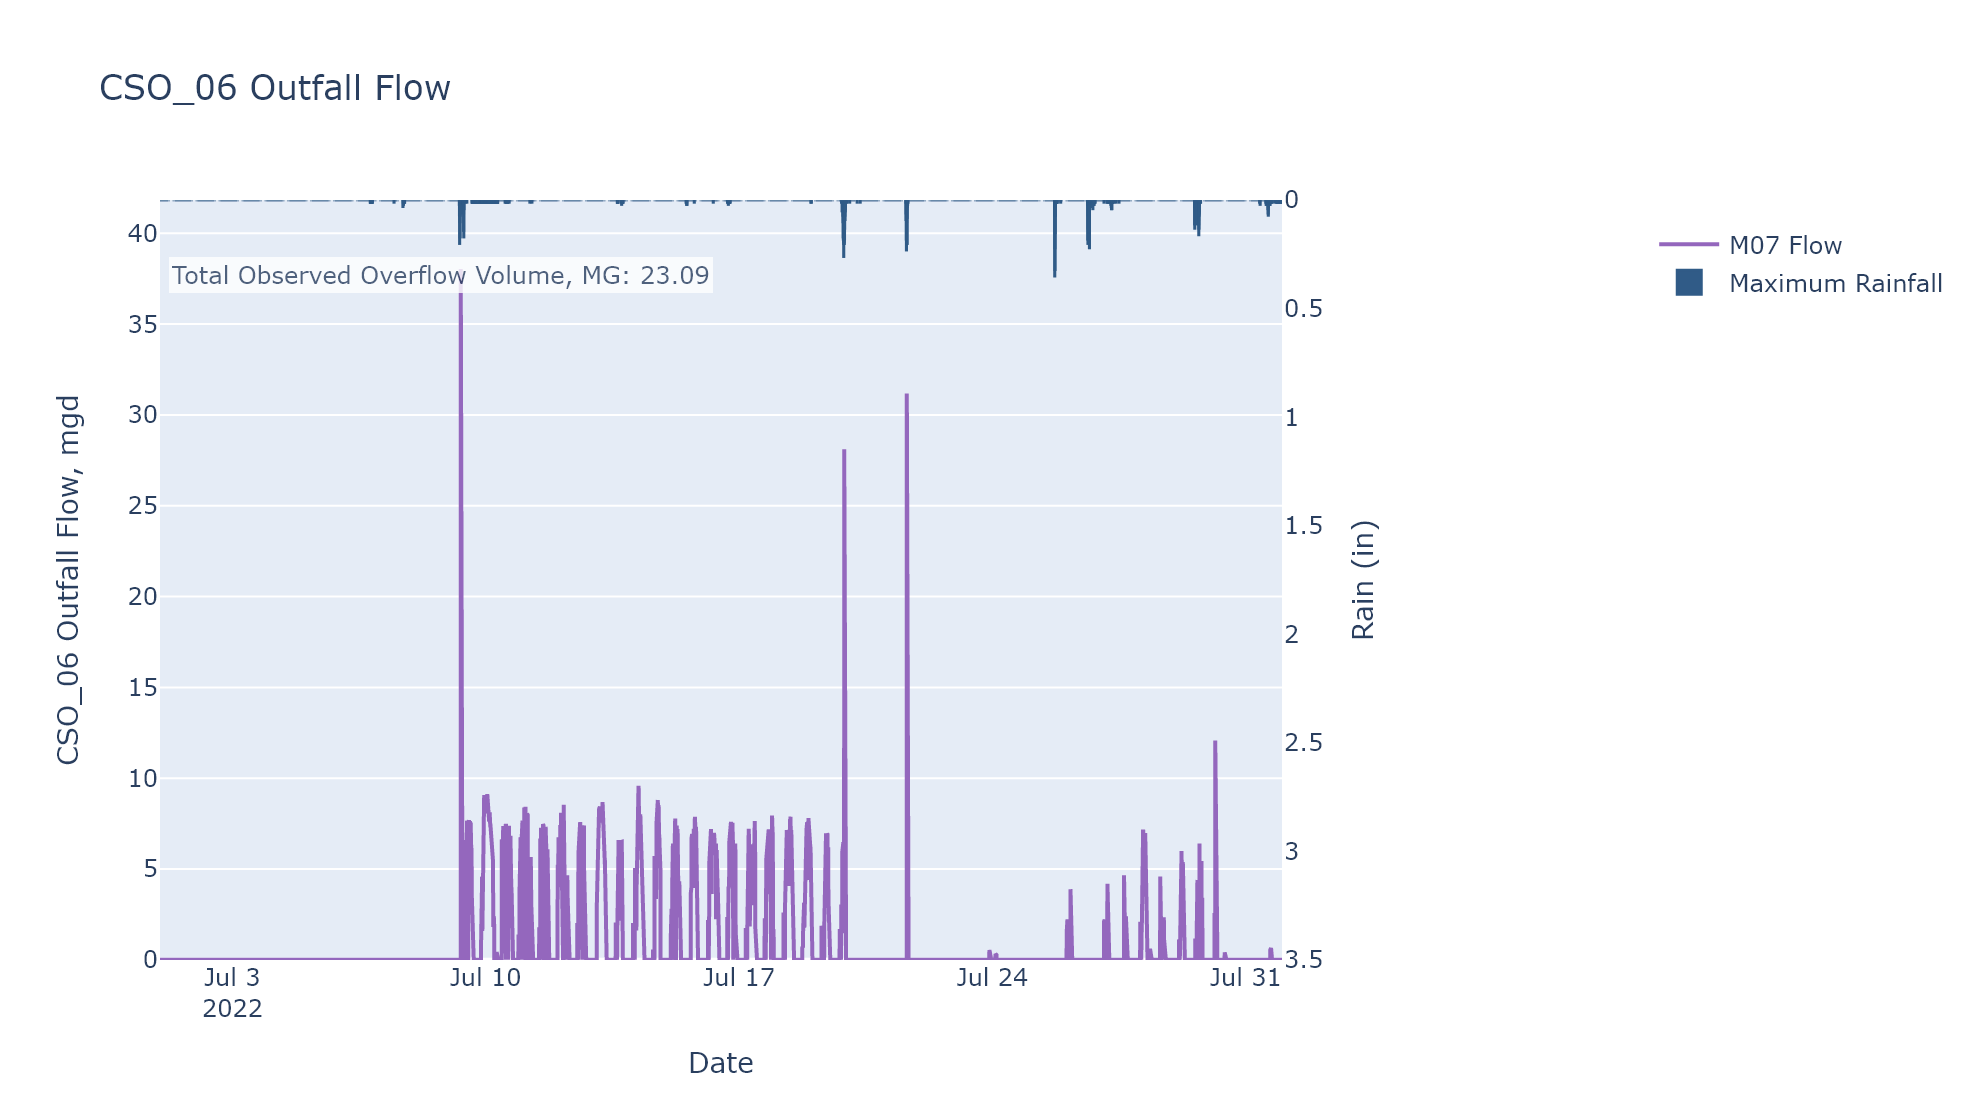 CSO_06 Outfall Flow
Total Observed Overflow Volume, MG: 23.09
CSO_06 Outfall Flow, mgd
40
35
30
25
20
15
10
5
0
0
0.5
1
1.5
2
2.5
3
3.5
Rain (in)
Jul 3
2022
Jul 10
Jul 17
Jul 24
Jul 31
Date
M07 Flow
Maximum Rainfall